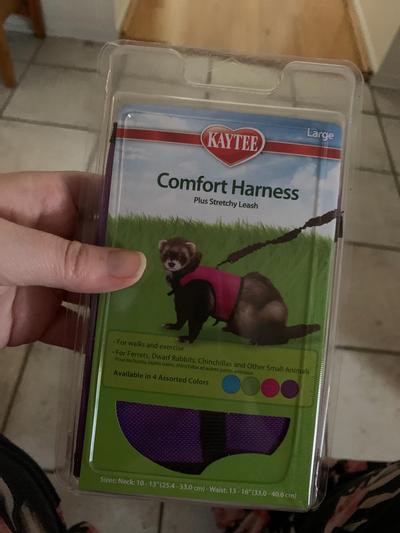 Large
KAYTEE
Comfort Harness
Plus Stretchy Leash
• For walks and exercise
• For Ferrets, Dwarf Rabbits, Chinchillas and Other Small Animals
Available in 4 Assorted Colors
Sizes: Neck: 10 - 13" (25.4 - 33.0 cm) - Waist: 13 - 16" (33.0 - 40.6 cm)